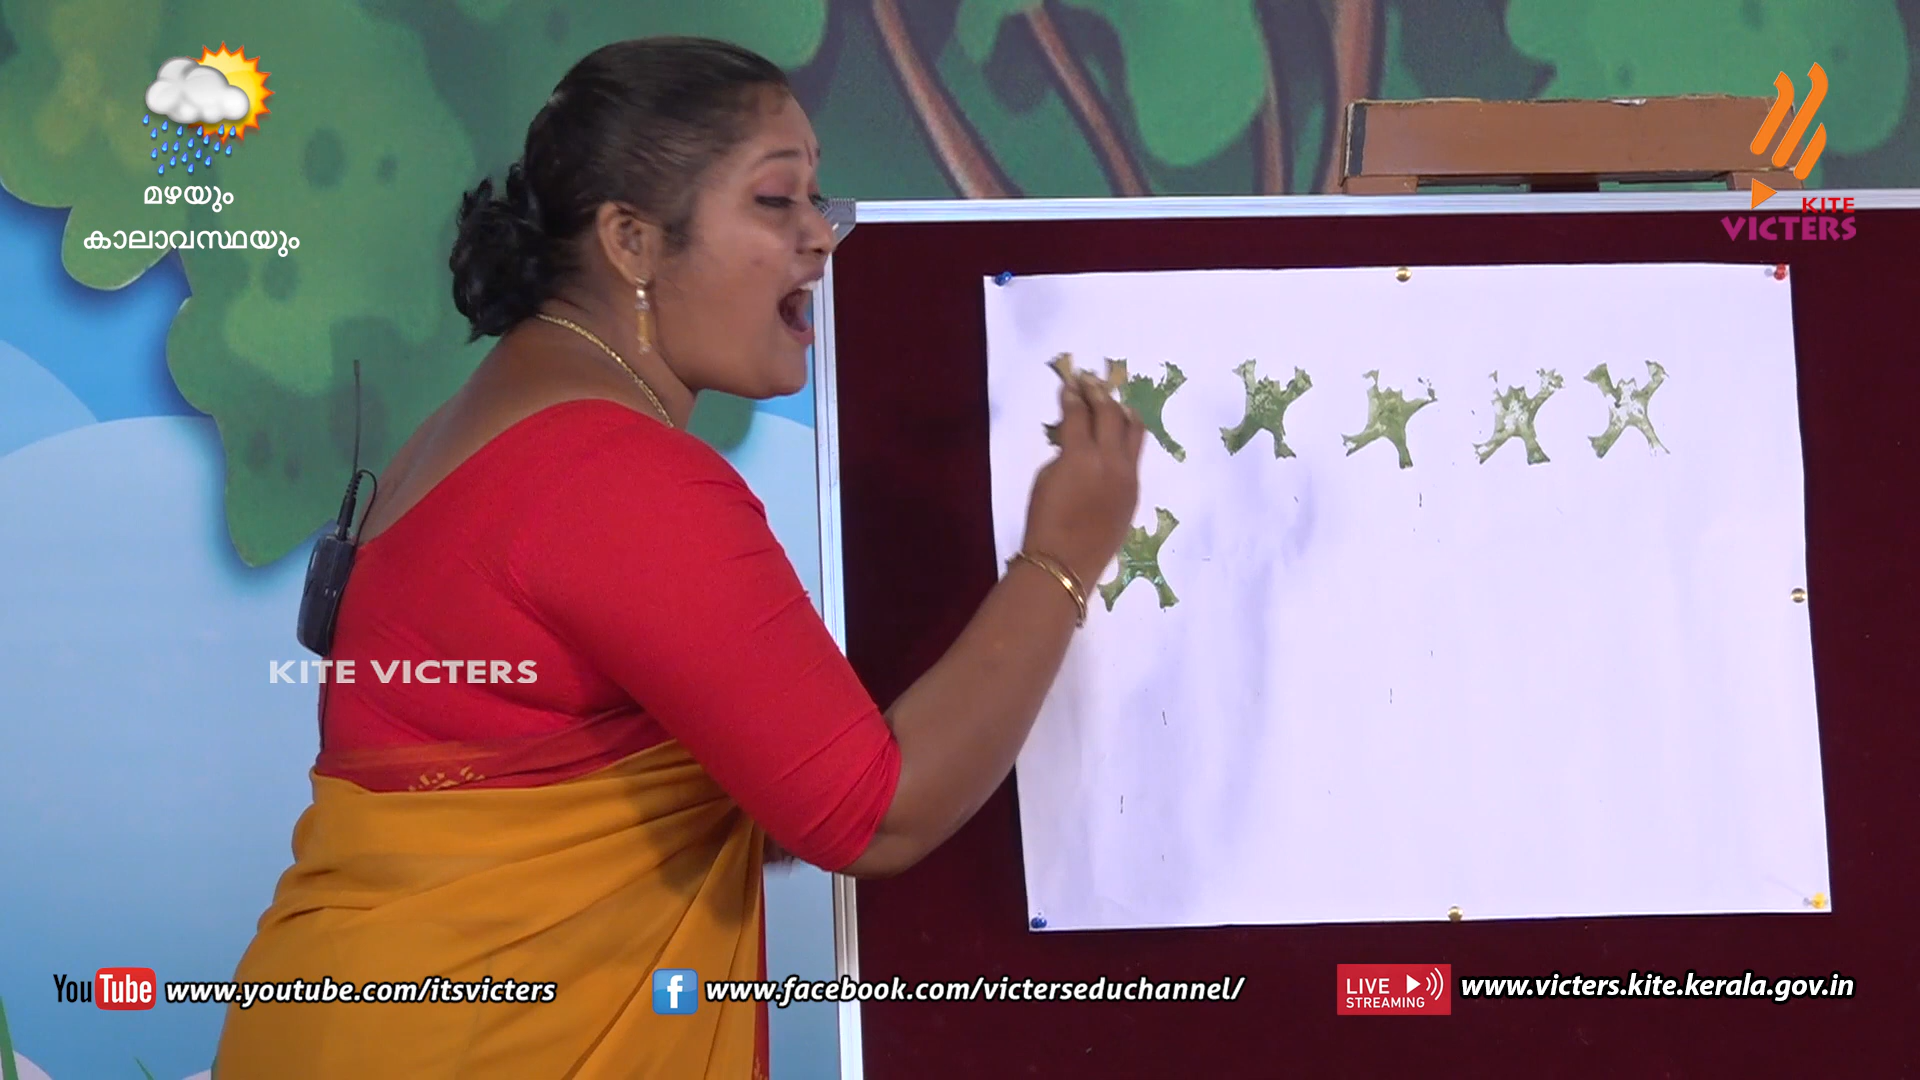 മഴയും
കാലാവസ്ഥയും
KITE
VICTERS
KITE VICTERS
YouTube www.youtube.com/itsvicters
f www.facebook.com/victerseduchannel/
LIVE STREAMING www.victers.kite.kerala.gov.in